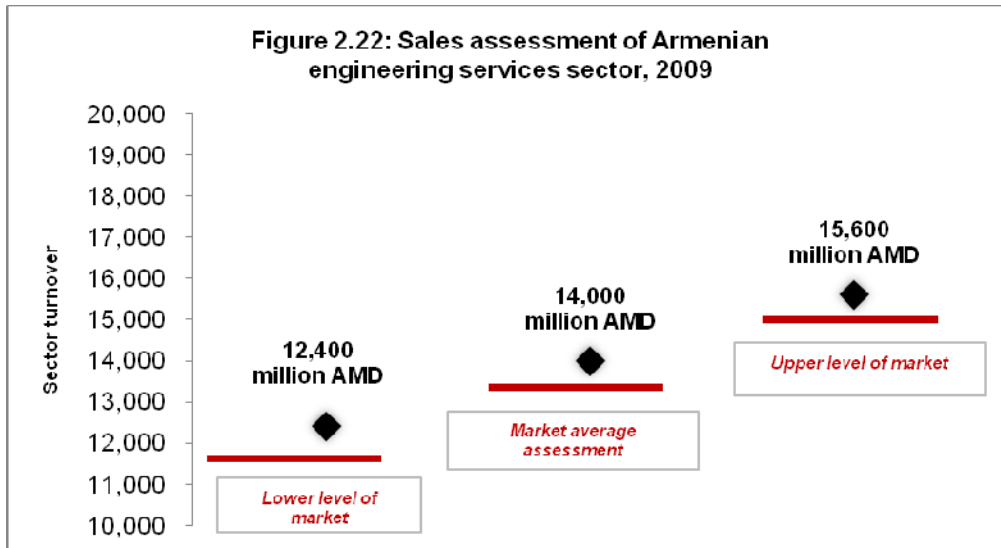 Figure 2.22: Sales assessment of Armenian
engineering services sector, 2009
Sector turnover
20,000
19,000
18,000
17,000
16,000
15,000
14,000
13,000
12,000
11,000
10,000
12,400
million AMD
Lower level of
market
14,000
million AMD
Market average
assessment
15,600
million AMD
Upper level of market